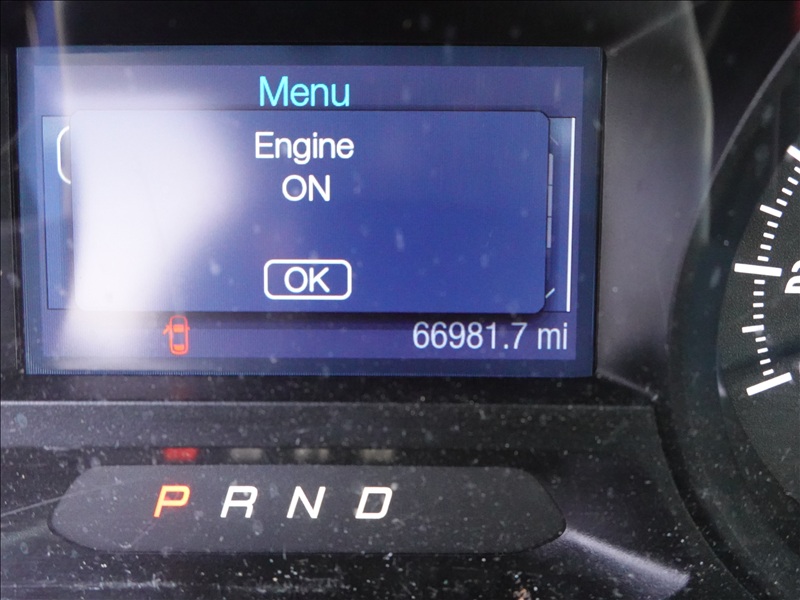 Menu
Engine
ON
OK
66981.7 mi
P R N D